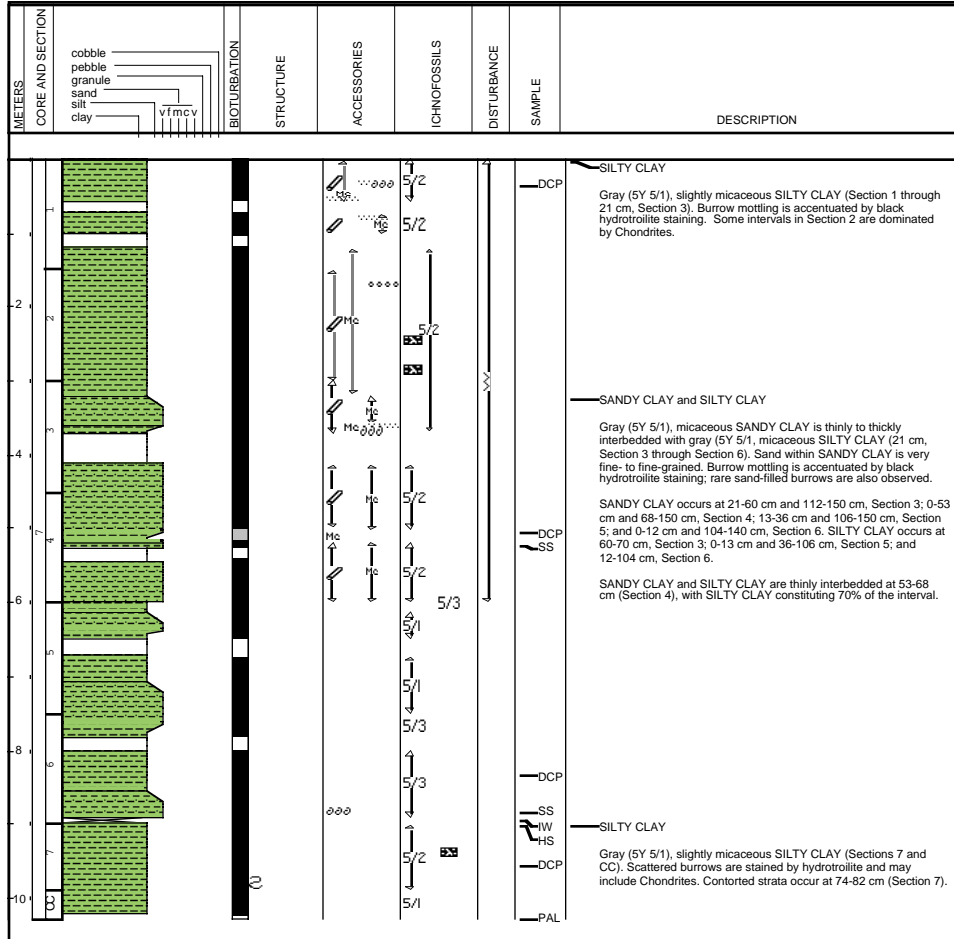 METERS
CORE AND SECTION
cobble
pebble
granule
sand
silt
clay
v f m c v
BIOTURBATION
STRUCTURE
ACCESSORIES
ICHNOFOSSILS
DISTURBANCE
SAMPLE
DESCRIPTION
SILTY CLAY
5/2
DCP
Mc
Gray (5Y 5/1), slightly micaceous SILTY CLAY (Section 1 through
21 cm, Section 3). Burrow mottling is accentuated by black
hydrotroilite staining. Some intervals in Section 2 are dominated
by Chondrites.
1
Mc
5/2
2
2
Mc
5/2
SANDY CLAY and SILTY CLAY
Mc
3
Mc
Gray (5Y 5/1), micaceous SANDY CLAY is thinly to thickly
interbedded with gray (5Y 5/1, micaceous SILTY CLAY (21 cm,
Section 3 through Section 6). Sand within SANDY CLAY is very
fine- to fine-grained. Burrow mottling is accentuated by black
hydrotroilite staining; rare sand-filled burrows are also observed.
4
Mc
5/2
SANDY CLAY occurs at 21-60 cm and 112-150 cm, Section 3; 0-53
cm and 68-150 cm, Section 4; 13-36 cm and 106-150 cm, Section
5; and 0-12 cm and 104-140 cm, Section 6. SILTY CLAY occurs at
60-70 cm, Section 3; 0-13 cm and 36-106 cm, Section 5; and
12-104 cm, Section 6.
7
4
Mc
DCP
SS
Mc
5/2
SANDY CLAY and SILTY CLAY are thinly interbedded at 53-68
cm (Section 4), with SILTY CLAY constituting 70% of the interval.
6
5/3
5/1
5
5/1
5/3
8
6
DCP
5/3
SS
IW
SILTY CLAY
HS
7
5/2
DCP
Gray (5Y 5/1), slightly micaceous SILTY CLAY (Sections 7 and
CC). Scattered burrows are stained by hydrotroilite and may
include Chondrites. Contorted strata occur at 74-82 cm (Section 7).
10
CC
5/1
PAL